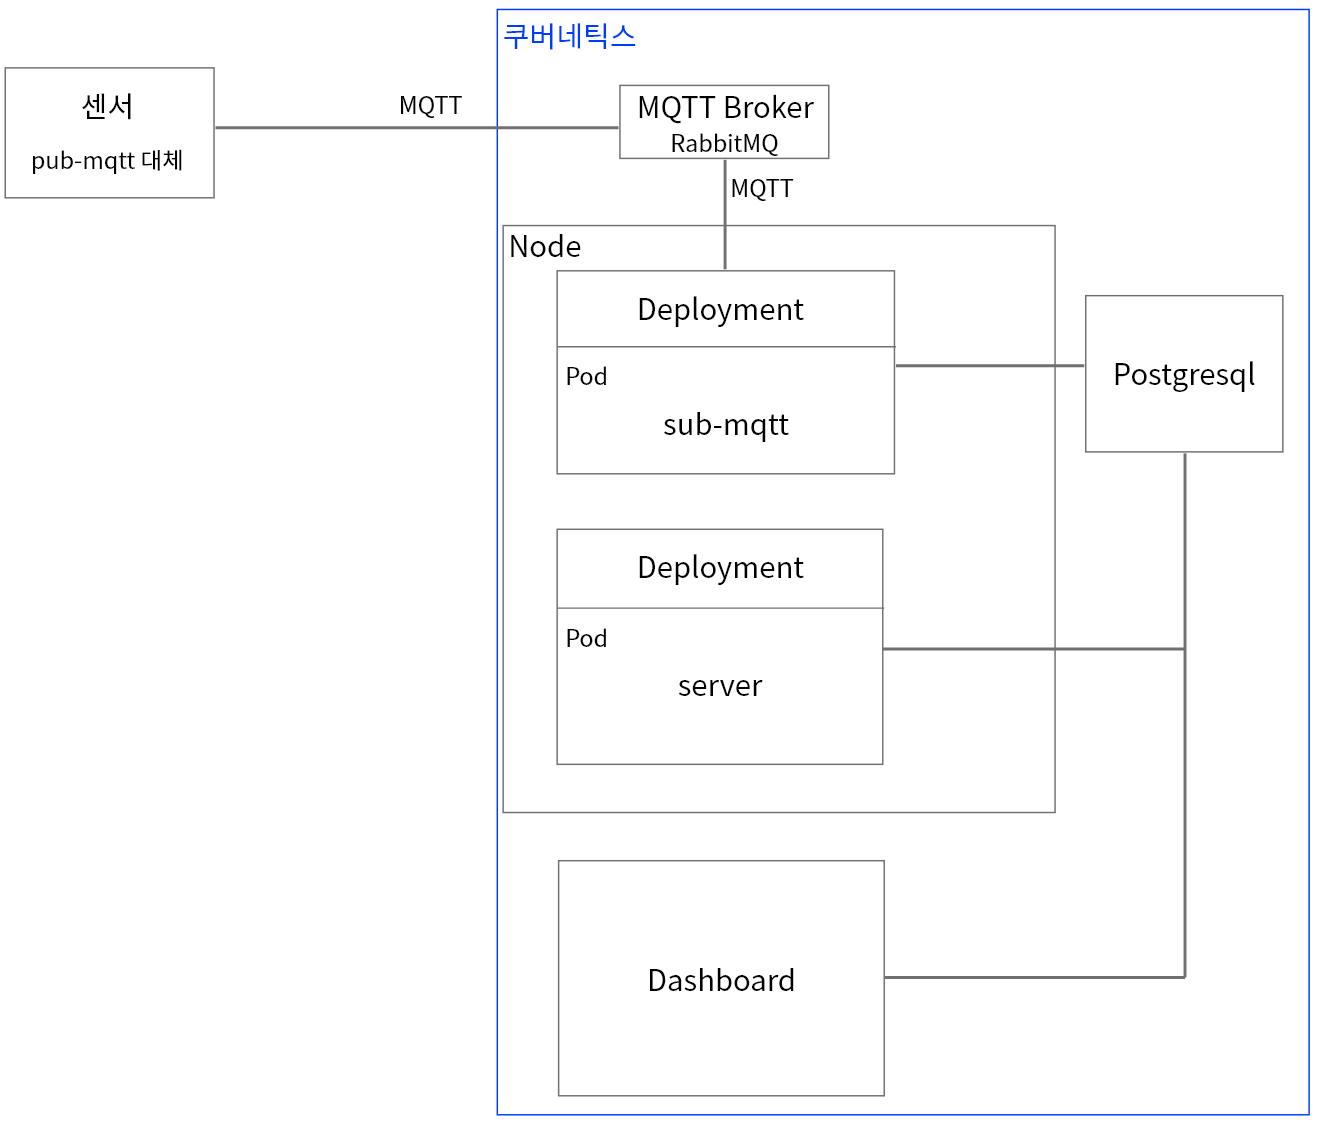 쿠버네틱스
센서
pub-mqtt 대체
MQTT
MQTT Broker
RabbitMQ
MQTT
Node
Deployment
Pod
sub-mqtt
Postgresql
Deployment
Pod
server
Dashboard